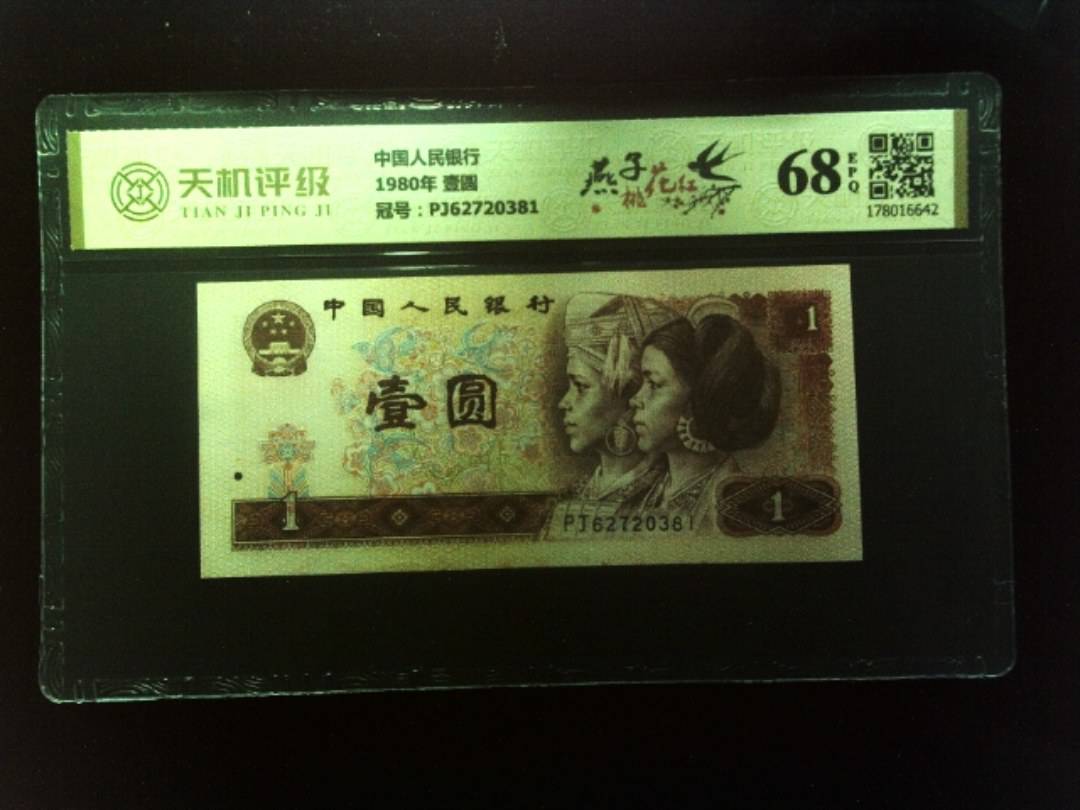 天机评级
TIAN JI PING JI
中国人民银行
1980年 壹圆
冠号：PJ62720381
燕子
桃花红
68
EPQ
178016642
中国人民银行
1
壹圆
1
PJ62720381
1